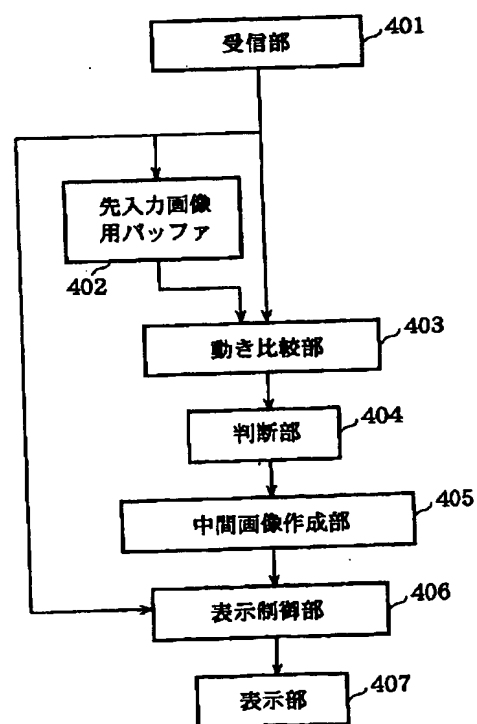 受信部
401
先入力画像
用バッファ
402
動き比較部
403
判断部
404
中間画像作成部
405
表示制御部
406
表示部
407